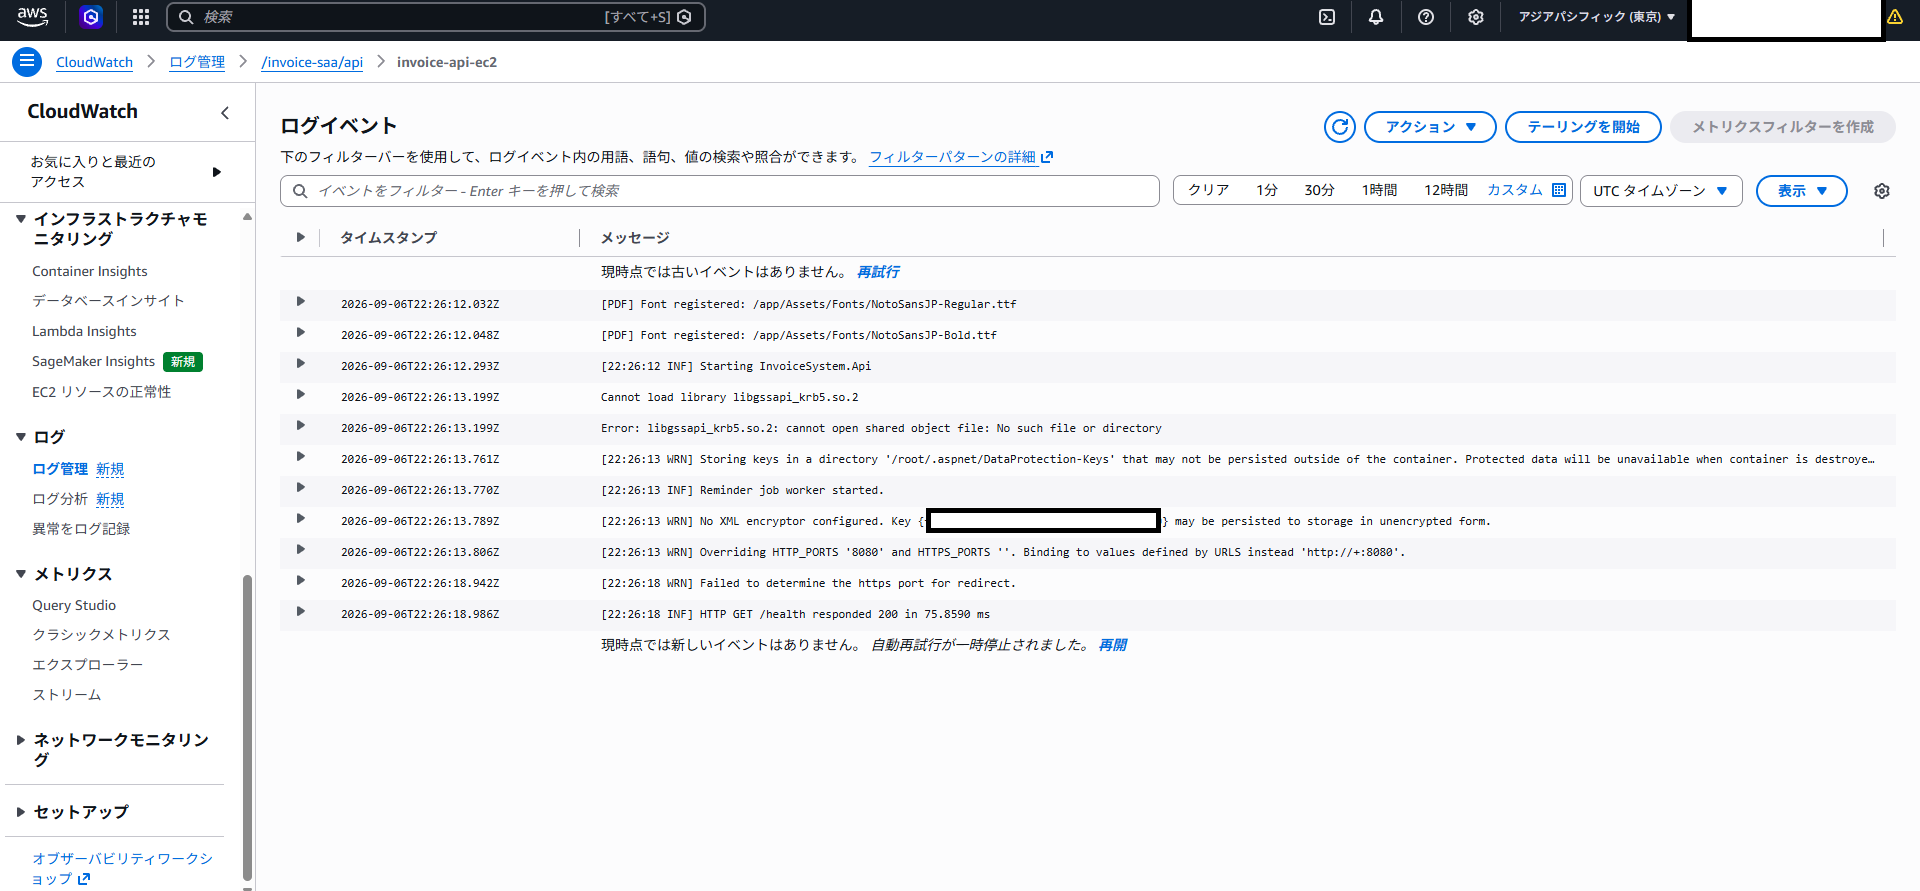 aws
検索
[すべて+S]
アジアパシフィック (東京)
CloudWatch
ログ管理
/invoice-saa/api
invoice-api-ec2
CloudWatch
お気に入りと最近の
アクセス
インフラストラクチャモ
ニタリング
Container Insights
データベースインサイト
Lambda Insights
SageMaker Insights 新規
EC2 リソースの正常性
ログ
ログ管理 新規
ログ分析 新規
異常をログ記録
メトリクス
Query Studio
クラシックメトリクス
エクスプローラー
ストリーム
ネットワークモニタリン
グ
セットアップ
オブザーバビリティワークシ
ョップ
ログイベント
アクション
テーリングを開始
メトリクスフィルターを作成
下のフィルターバーを使用して、ログイベント内の用語、語句、値の検索や照合ができます。 フィルターパターンの詳細
イベントをフィルター - Enter キーを押して検索
クリア 1分 30分 1時間 12時間 カスタム
UTC タイムゾーン
表示
タイムスタンプ メッセージ
現時点では古いイベントはありません。 再試行
2026-09-06T22:26:12.032Z [PDF] Font registered: /app/Assets/Fonts/NotoSansJP-Regular.ttf
2026-09-06T22:26:12.048Z [PDF] Font registered: /app/Assets/Fonts/NotoSansJP-Bold.ttf
2026-09-06T22:26:12.293Z [22:26:12 INF] Starting InvoiceSystem.Api
2026-09-06T22:26:13.199Z Cannot load library libgssapi_krb5.so.2
2026-09-06T22:26:13.199Z Error: libgssapi_krb5.so.2: cannot open shared object file: No such file or directory
2026-09-06T22:26:13.761Z [22:26:13 WRN] Storing keys in a directory '/root/.aspnet/DataProtection-Keys' that may not be persisted outside of the container. Protected data will be unavailable when container is destroye…
2026-09-06T22:26:13.770Z [22:26:13 INF] Reminder job worker started.
2026-09-06T22:26:13.789Z [22:26:13 WRN] No XML encryptor configured. Key { } may be persisted to storage in unencrypted form.
2026-09-06T22:26:13.806Z [22:26:13 WRN] Overriding HTTP_PORTS '8080' and HTTPS_PORTS ''. Binding to values defined by URLS instead 'http://+:8080'.
2026-09-06T22:26:18.942Z [22:26:18 WRN] Failed to determine the https port for redirect.
2026-09-06T22:26:18.986Z [22:26:18 INF] HTTP GET /health responded 200 in 75.8590 ms
現時点では新しいイベントはありません。 自動再試行が一時停止されました。 再開